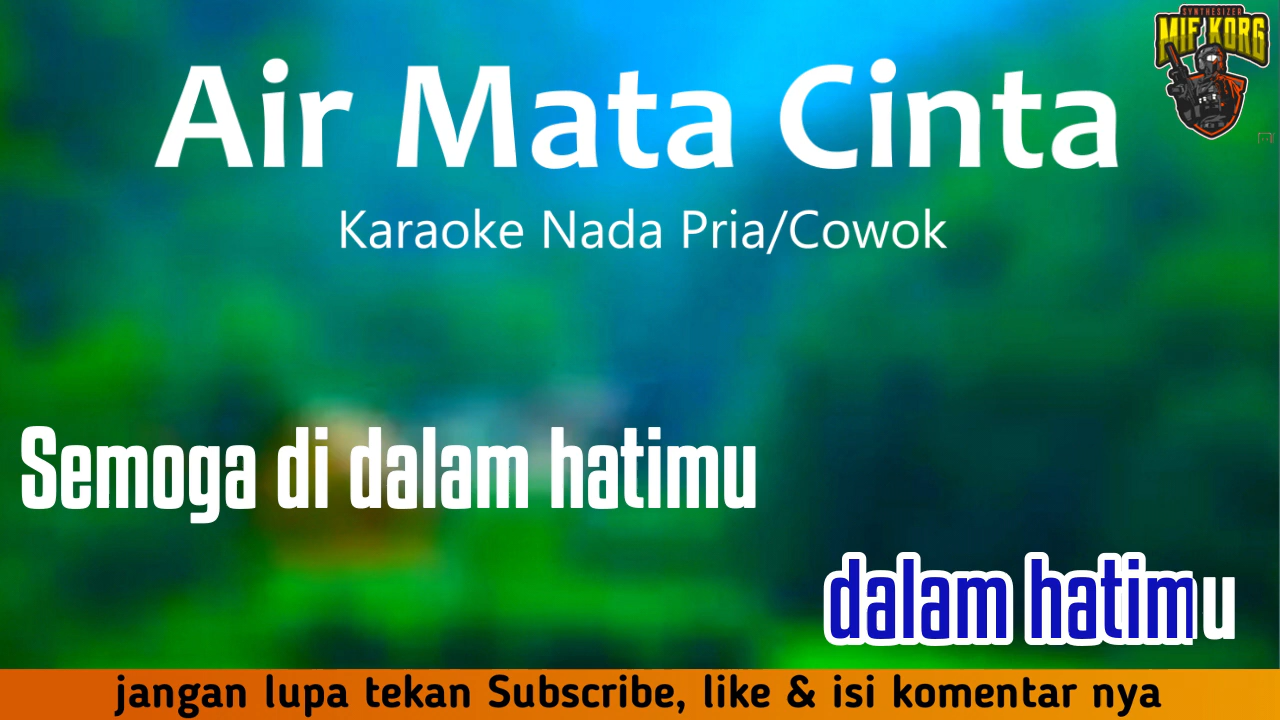 SYNTHESIZER
MIF KORG
Air Mata Cinta
Karaoke Nada Pria/Cowok
Semoga di dalam hatimu
dalam hatimu
jangan lupa tekan Subscribe, like & isi komentar nya